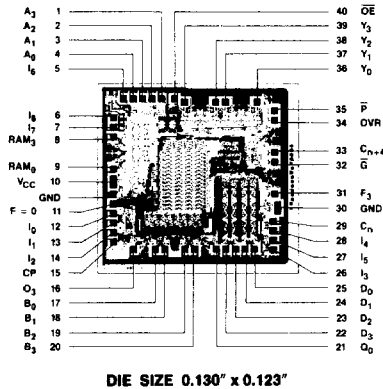 A3 1 40 OE
A2 2 39 Y3
A1 3 38 Y2
A0 4 37 Y1
I6 5 36 Y0
35 P
I8 6 34 OVR
I7 7
RAM3 8 33 Cn+4
32 G
RAM0 9
VCC 10 31 F3
GND 30 GND
F = 0 11
I0 12 29 Cn
I1 13 28 I4
I2 14 27 I5
CP 15 26 I3
Q3 16 25 D0
B0 17 24 D1
B1 18 23 D2
B2 19 22 D3
B3 20 21 Q0
DIE SIZE 0.130" x 0.123"